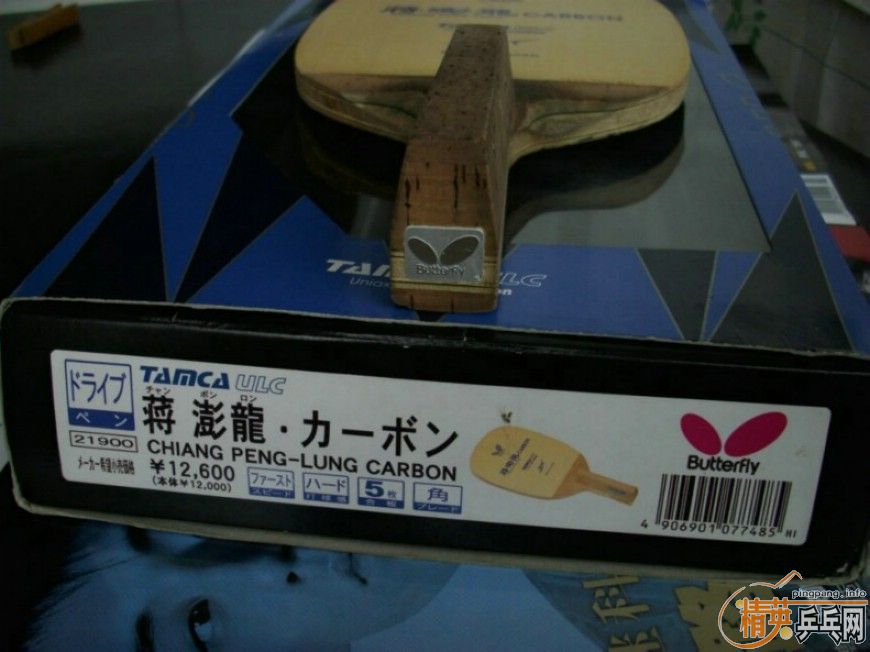 CARBON
Butterfly
TAMCA ULC
ドライブ
ペン
21900
TAMCA ULC
チャン ポン ロン
蒋澎龍・カーボン
CHIANG PENG-LUNG CARBON
メーカー希望小売価格
¥12,600
(本体¥12,000)
ファースト
スピード
ハード
打球感
5枚
合板
角
ブレード
Butterfly
4 906901 077485 HI
pingpang.info
精英乒乓网